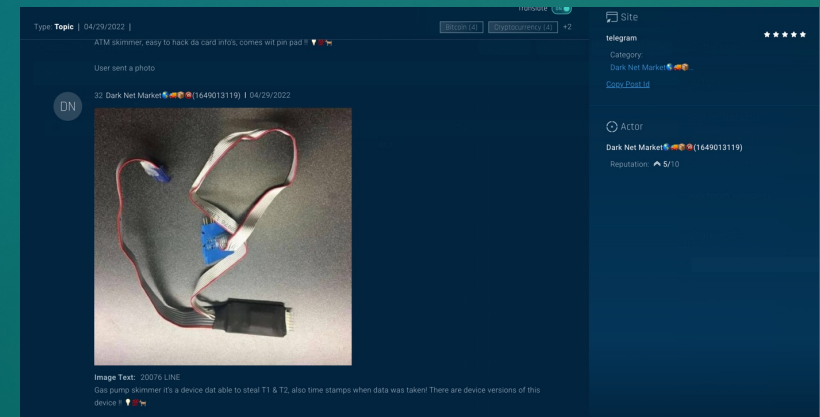 Translate ON
Type: Topic | 04/29/2022 |
Bitcoin (4) Cryptocurrency (4) +2
ATM skimmer, easy to hack da card info's, comes wit pin pad ‼️
User sent a photo
DN
32 Dark Net Market (1649013119) | 04/29/2022
Image Text: 20076 LINE
Gas pump skimmer it's a device dat able to steal T1 & T2, also time stamps when data was taken! There are device versions of this
device ‼️
Site
telegram
Category:
Dark Net Market...
Copy Post Id
Actor
Dark Net Market (1649013119)
Reputation: 5/10